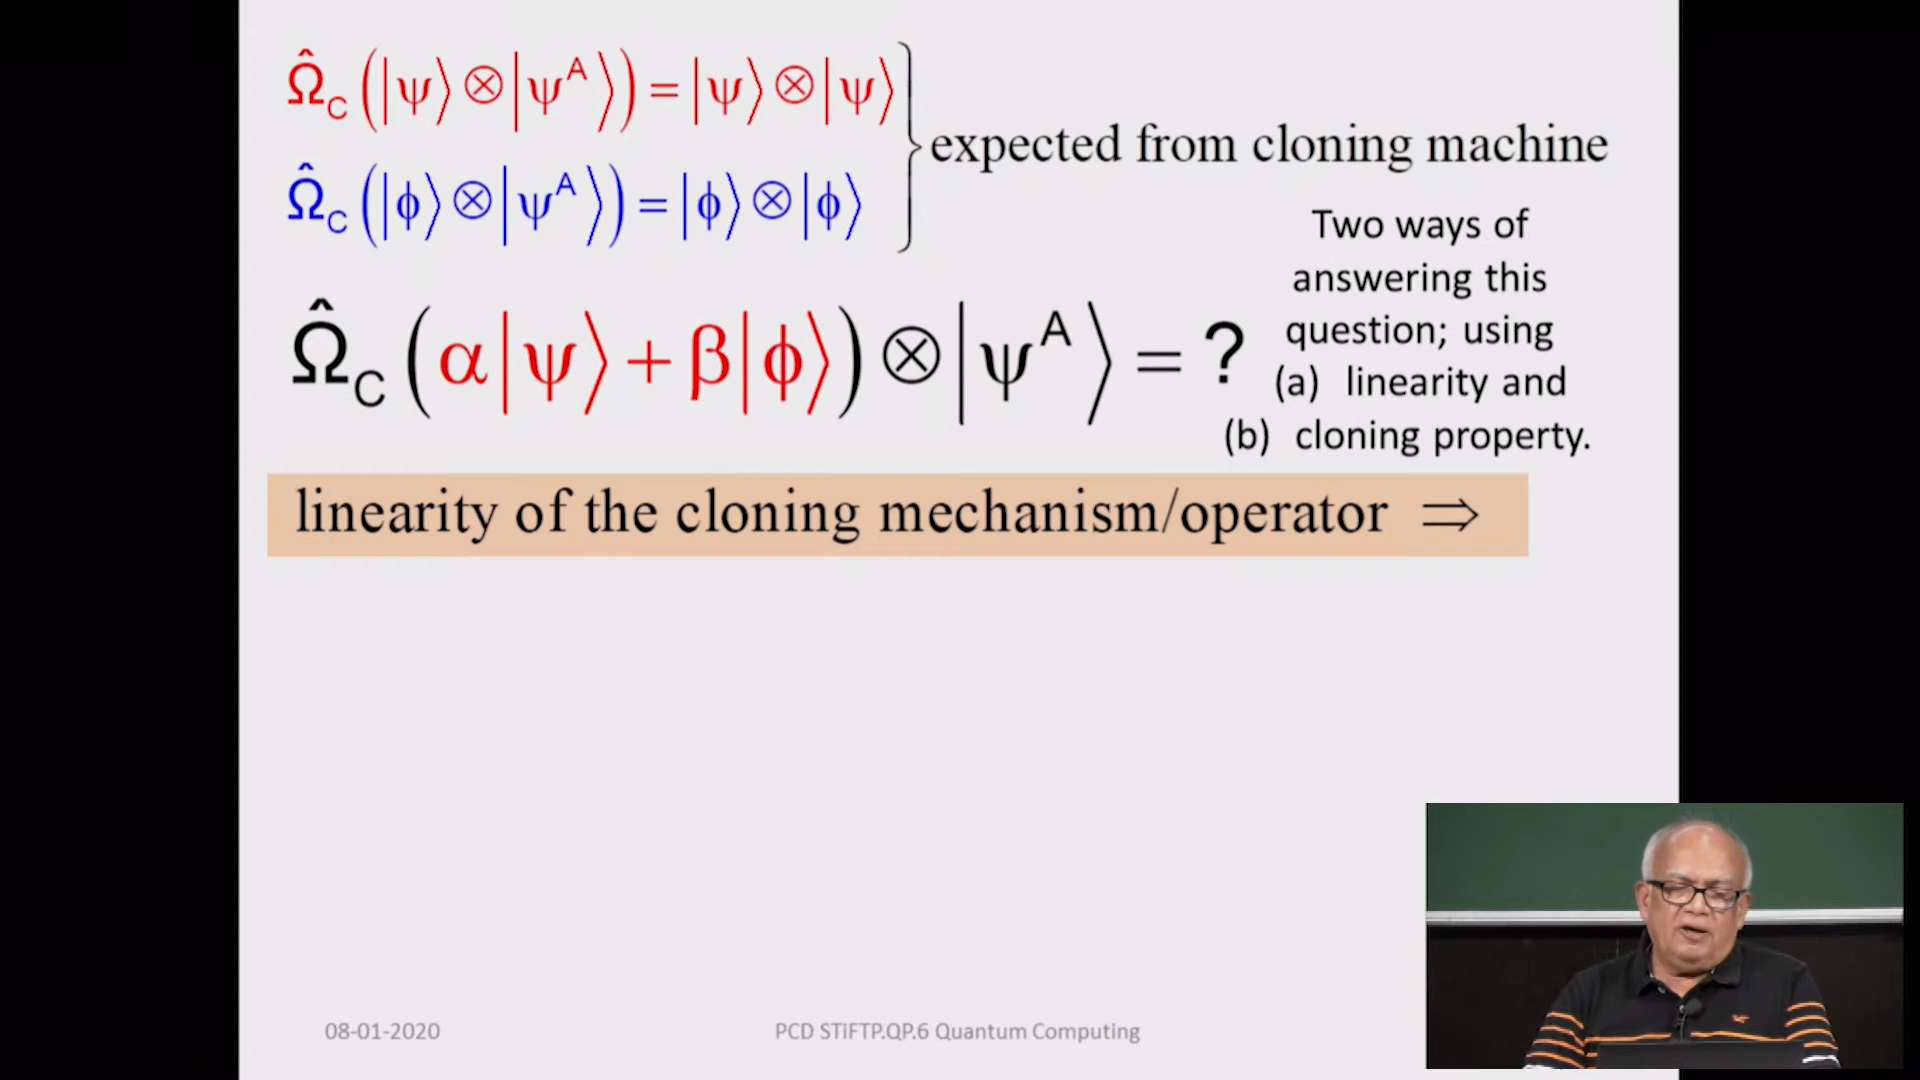 Ω̂_C (|ψ⟩ ⊗ |ψ^A⟩) = |ψ⟩ ⊗ |ψ⟩
Ω̂_C (|ϕ⟩ ⊗ |ψ^A⟩) = |ϕ⟩ ⊗ |ϕ⟩
expected from cloning machine
Ω̂_C (α|ψ⟩ + β|ϕ⟩) ⊗ |ψ^A⟩ = ?
Two ways of
answering this
question; using
(a) linearity and
(b) cloning property.
linearity of the cloning mechanism/operator ⇒
08-01-2020
PCD STiFTP.QP.6 Quantum Computing